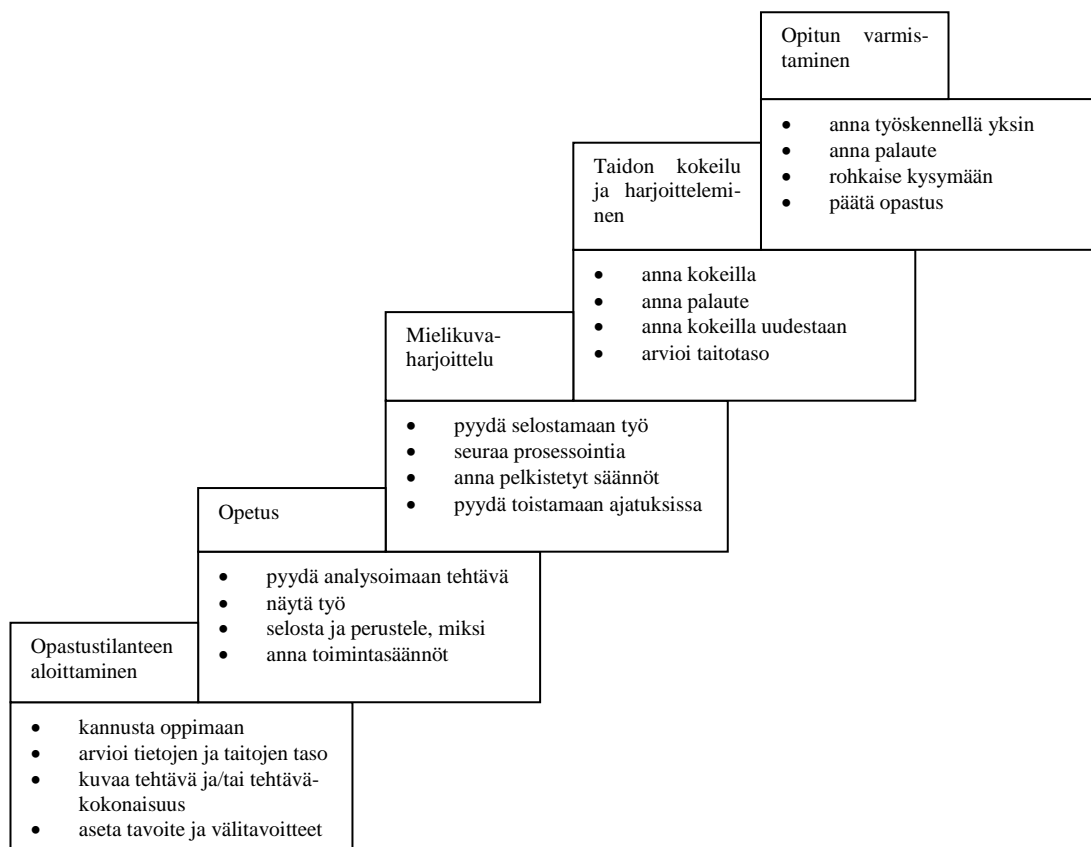 Opitun varmis-
taminen
• anna työskennellä yksin
• anna palaute
• rohkaise kysymään
• päätä opastus
Taidon kokeilu
ja harjoittelemi-
nen
• anna kokeilla
• anna palaute
• anna kokeilla uudestaan
• arvioi taitotaso
Mielikuva-
harjoittelu
• pyydä selostamaan työ
• seuraa prosessointia
• anna pelkistetyt säännöt
• pyydä toistamaan ajatuksissa
Opetus
• pyydä analysoimaan tehtävä
• näytä työ
• selosta ja perustele, miksi
• anna toimintasäännöt
Opastustilanteen
aloittaminen
• kannusta oppimaan
• arvioi tietojen ja taitojen taso
• kuvaa tehtävä ja/tai tehtävä-
kokonaisuus
• aseta tavoite ja välitavoitteet